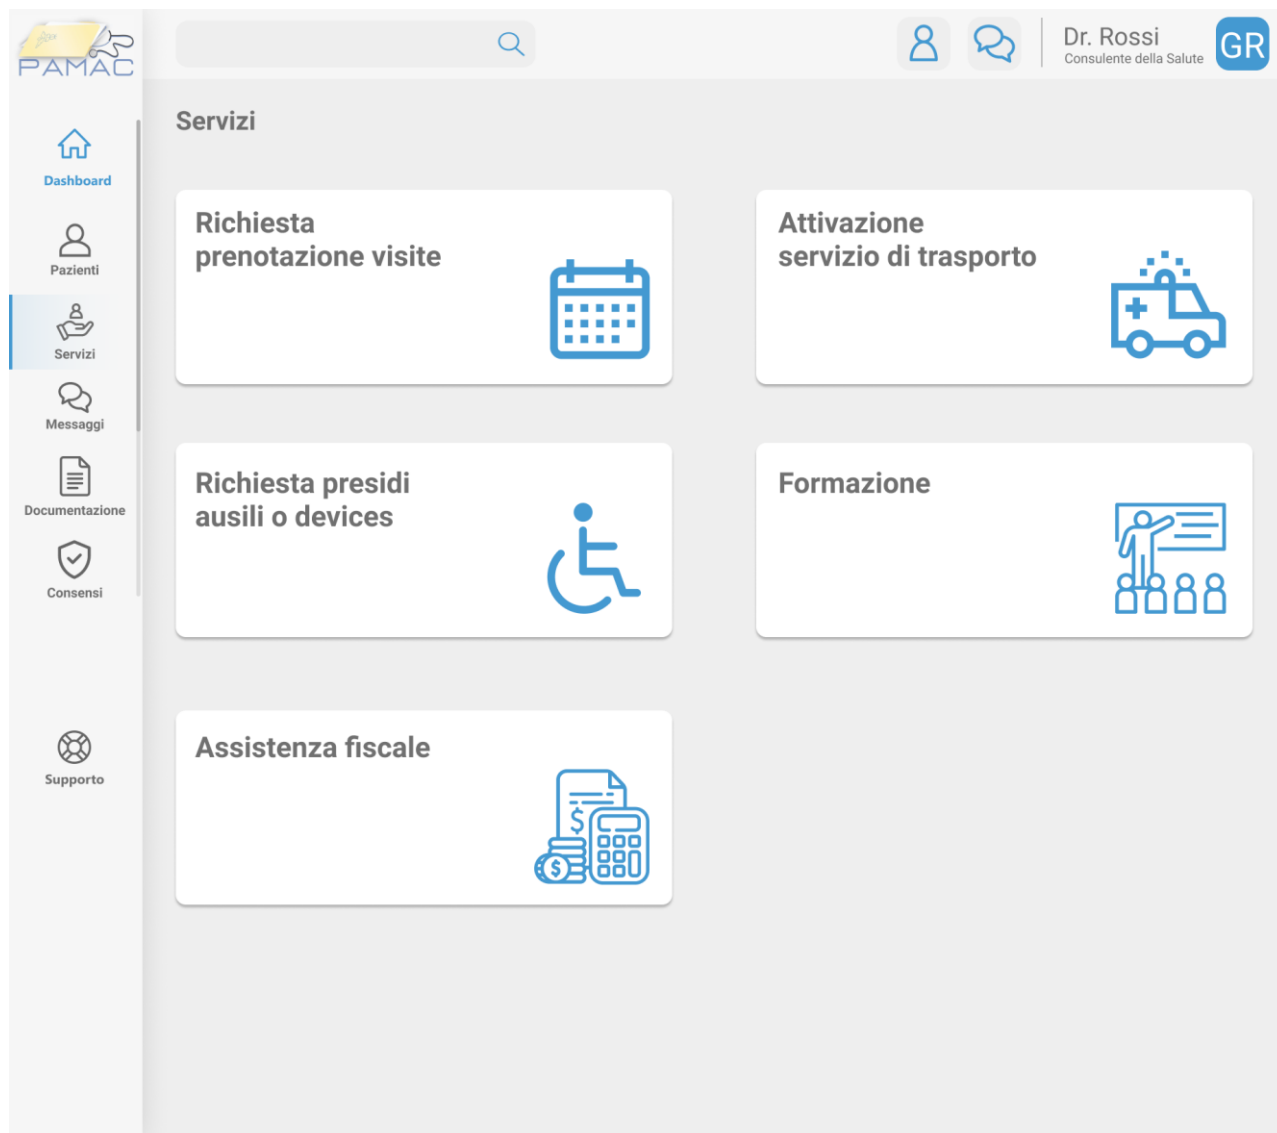 PAMAC
Dr. Rossi
Consulente della Salute
GR
Dashboard
Pazienti
Servizi
Messaggi
Documentazione
Consensi
Supporto
Servizi
Richiesta
prenotazione visite
Attivazione
servizio di trasporto
Richiesta presidi
ausili o devices
Formazione
Assistenza fiscale